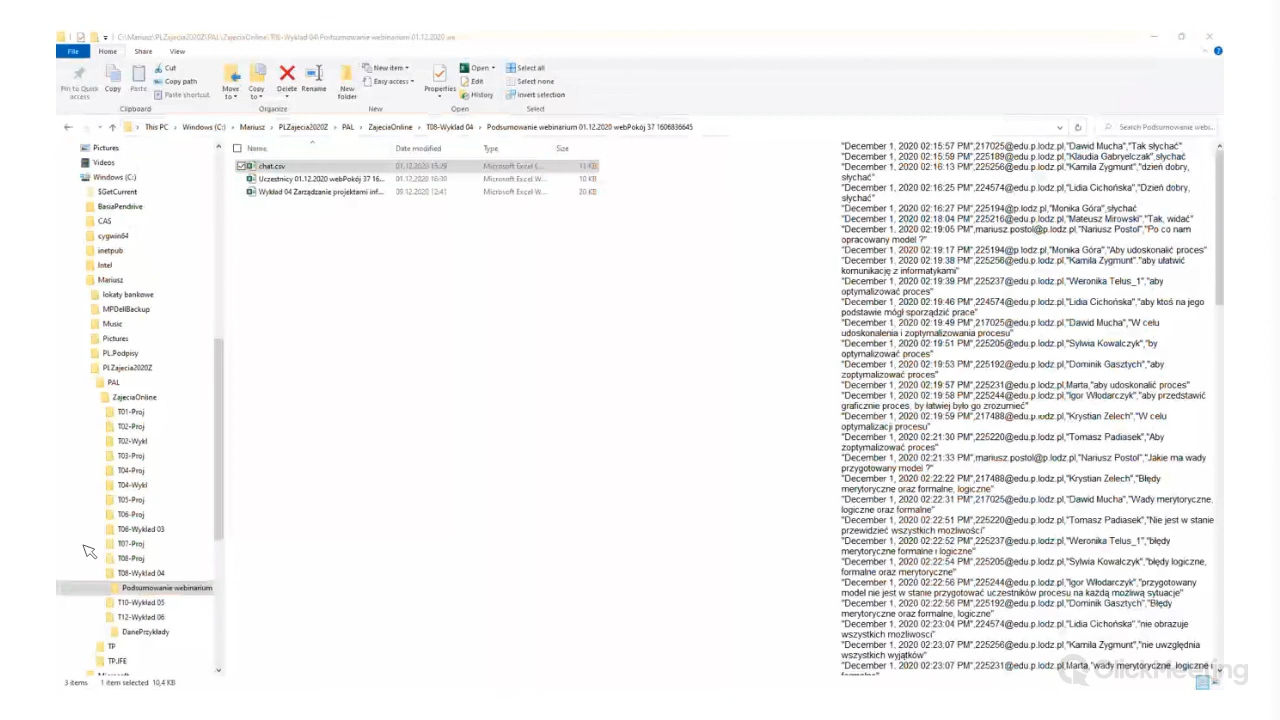 C:\Mariusz\PLZajecia2020Z\PAL\ZajeciaOnline\T08-Wyklad 04\Podsumowanie webinarium 01.12.2020 we
File Home Share View
Pin to Quick access
Copy
Paste
Cut
Copy path
Paste shortcut
Clipboard
Move to
Copy to
Delete
Rename
Organize
New folder
New item
Easy access
New
Properties
Open
Edit
History
Open
Select all
Select none
Invert selection
Select
This PC > Windows (C:) > Mariusz > PLZajecia2020Z > PAL > ZajeciaOnline > T08-Wyklad 04 > Podsumowanie webinarium 01.12.2020 webPokój 37 1606836645
Search Podsumowanie webi...
Pictures
Videos
Windows (C:)
$GetCurrent
BasiaPendrive
CAS
cygwin64
inetpub
Intel
Mariusz
lokaty bankowe
MPDellBackup
Music
Pictures
PL.Podpisy
PLZajecia2020Z
PAL
ZajeciaOnline
T01-Proj
T02-Proj
T02-Wykl
T03-Proj
T04-Proj
T04-Wykl
T05-Proj
T06-Proj
T06-Wyklad 03
T07-Proj
T08-Proj
T08-Wyklad 04
Podsumowanie webinarium
T10-Wyklad 05
T12-Wyklad 06
DanePrzyklady
TP
TPJFE
3 items 1 item selected 10,4 KB
Name Date modified Type Size
chat.csv 01.12.2020 15:29 Microsoft Excel C... 11 KB
Uczestnicy 01.12.2020 webPokój 37 16... 01.12.2020 16:30 Microsoft Excel W... 10 KB
Wykład 04 Zarządzanie projektami inf... 12:41 Microsoft Excel W... 20 KB
"December 1, 2020 02:15:57 PM",217025@edu.p.lodz.pl,"Dawid Mucha","Tak słychać"
"December 1, 2020 02:15:59 PM",225189@edu.p.lodz.pl,"Klaudia Gabryelczak",słychać
"December 1, 2020 02:16:13 PM",225256@edu.p.lodz.pl,"Kamila Zygmunt","dzień dobry,
słychać"
"December 1, 2020 02:16:25 PM",224574@edu.p.lodz.pl,"Lidia Cichońska","Dzień dobry,
słychać"
"December 1, 2020 02:16:27 PM",225194@p.lodz.pl,"Monika Góra",słychać
"December 1, 2020 02:18:04 PM",225216@edu.p.lodz.pl,"Mateusz Mirowski","Tak, widać"
"December 1, 2020 02:19:05 PM",mariusz.postol@p.lodz.pl,"Nariusz Postol","Po co nam
opracowany model ?"
"December 1, 2020 02:19:17 PM",225194@p.lodz.pl,"Monika Góra","Aby udoskonalić proces"
"December 1, 2020 02:19:38 PM",225256@edu.p.lodz.pl,"Kamila Zygmunt","aby ułatwić
komunikację z informatykami"
"December 1, 2020 02:19:39 PM",225237@edu.p.lodz.pl,"Weronika Telus_1","aby
optymalizować proces"
"December 1, 2020 02:19:46 PM",224574@edu.p.lodz.pl,"Lidia Cichońska","aby ktoś na jego
podstawie mógł sporządzić prace"
"December 1, 2020 02:19:49 PM",217025@edu.p.lodz.pl,"Dawid Mucha","W celu
udoskonalenia i zoptymalizowania procesu"
"December 1, 2020 02:19:51 PM",225205@edu.p.lodz.pl,"Sylwia Kowalczyk","by
optymalizować proces"
"December 1, 2020 02:19:53 PM",225192@edu.p.lodz.pl,"Dominik Gasztych","aby
zoptymalizować proces"
"December 1, 2020 02:19:57 PM",225231@edu.p.lodz.pl,Marta,"aby udoskonalić proces"
"December 1, 2020 02:19:58 PM",225244@edu.p.lodz.pl,"Igor Włodarczyk","aby przedstawić
graficznie proces, by łatwiej było go zrozumieć"
"December 1, 2020 02:19:59 PM",217488@edu.p.lodz.pl,"Krystian Zelech","W celu
optymalizacji procesu"
"December 1, 2020 02:21:30 PM",225220@edu.p.lodz.pl,"Tomasz Padiasek","Aby
zoptymalizować proces"
"December 1, 2020 02:21:33 PM",mariusz.postol@p.lodz.pl,"Nariusz Postol","Jakie ma wady
przygotowany model ?"
"December 1, 2020 02:22:22 PM",217488@edu.p.lodz.pl,"Krystian Zelech","Błędy
merytoryczne oraz formalne, logiczne"
"December 1, 2020 02:22:31 PM",217025@edu.p.lodz.pl,"Dawid Mucha","Wady merytoryczne,
logiczne oraz formalne"
"December 1, 2020 02:22:51 PM",225220@edu.p.lodz.pl,"Tomasz Padiasek","Nie jest w stanie
przewidzieć wszystkich możliwości"
"December 1, 2020 02:22:52 PM",225237@edu.p.lodz.pl,"Weronika Telus_1","błędy
merytoryczne formalne i logiczne"
"December 1, 2020 02:22:54 PM",225205@edu.p.lodz.pl,"Sylwia Kowalczyk","błędy logiczne,
formalne oraz merytoryczne"
"December 1, 2020 02:22:56 PM",225244@edu.p.lodz.pl,"Igor Włodarczyk","przygotowany
model nie jest w stanie przygotować uczestników procesu na każdą możliwą sytuacje"
"December 1, 2020 02:22:56 PM",225192@edu.p.lodz.pl,"Dominik Gasztych","Błędy
merytoryczne oraz formalne, logiczne"
"December 1, 2020 02:23:04 PM",224574@edu.p.lodz.pl,"Lidia Cichońska","nie obrazuje
wszystkich możliwosci"
"December 1, 2020 02:23:07 PM",225256@edu.p.lodz.pl,"Kamila Zygmunt","nie uwzględnia
wszystkich wyjątków"
"December 1, 2020 02:23:07 PM",225231@edu.p.lodz.pl,Marta,"wady merytoryczne, logiczne i
ClickMeeting